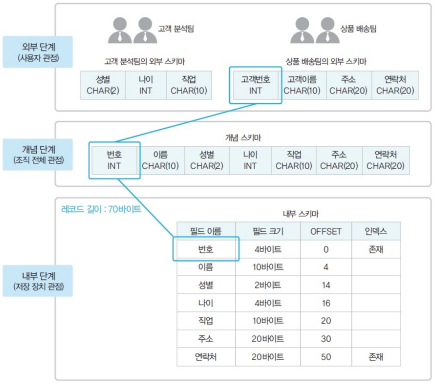 고객 분석팀
상품 배송팀
외부 단계
(사용자 관점)
고객 분석팀의 외부 스키마
상품 배송팀의 외부 스키마
성별 CHAR(2)
나이 INT
직업 CHAR(10)
고객번호 INT
고객이름 CHAR(10)
주소 CHAR(20)
연락처 CHAR(20)
개념 단계
(조직 전체 관점)
개념 스키마
번호 INT
이름 CHAR(10)
성별 CHAR(2)
나이 INT
직업 CHAR(10)
주소 CHAR(20)
연락처 CHAR(20)
내부 단계
(저장 장치 관점)
레코드 길이 : 70바이트
내부 스키마
필드 이름 필드 크기 OFFSET 인덱스
번호 4바이트 0 존재
이름 10바이트 4
성별 2바이트 14
나이 4바이트 16
직업 10바이트 20
주소 20바이트 30
연락처 20바이트 50 존재